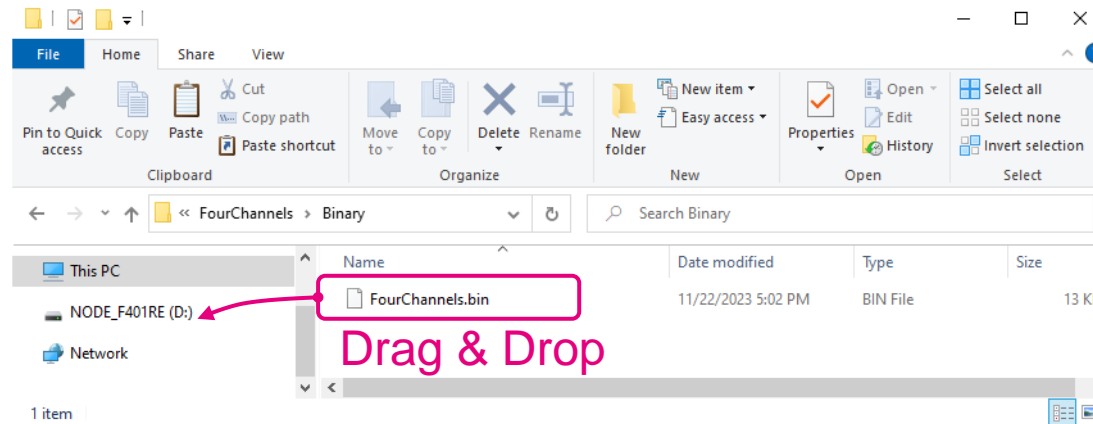 File Home Share View
Cut
Copy path
Paste shortcut
Pin to Quick access
Copy
Paste
Clipboard
Move to
Copy to
Delete
Rename
Organize
New folder
New item
Easy access
New
Properties
Open
Edit
History
Open
Select all
Select none
Invert selection
Select
« FourChannels > Binary
Search Binary
Name Date modified Type Size
This PC
FourChannels.bin 11/22/2023 5:02 PM BIN File 13
NODE_F401RE (D:)
Drag & Drop
Network
1 item